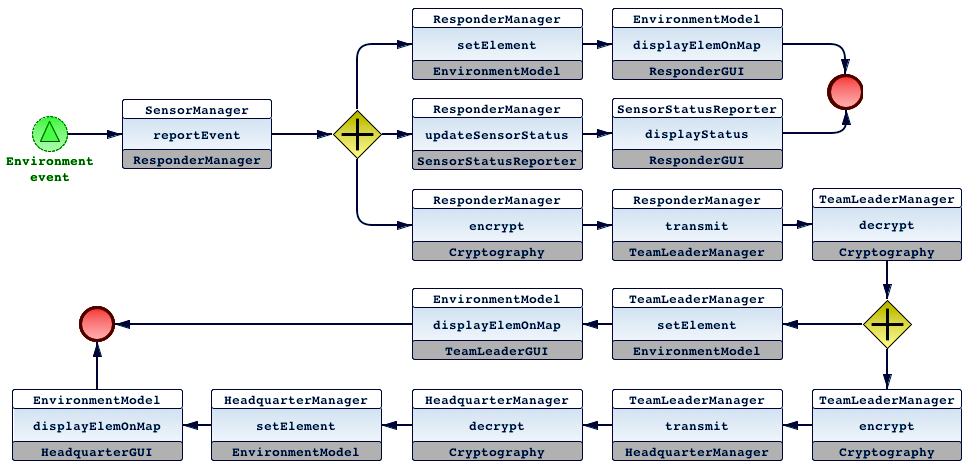 Environment
event
SensorManager
reportEvent
ResponderManager
ResponderManager
setElement
EnvironmentModel
EnvironmentModel
displayElemOnMap
ResponderGUI
ResponderManager
updateSensorStatus
SensorStatusReporter
SensorStatusReporter
displayStatus
ResponderGUI
ResponderManager
encrypt
Cryptography
ResponderManager
transmit
TeamLeaderManager
TeamLeaderManager
decrypt
Cryptography
EnvironmentModel
displayElemOnMap
TeamLeaderGUI
TeamLeaderManager
setElement
EnvironmentModel
EnvironmentModel
displayElemOnMap
HeadquarterGUI
HeadquarterManager
setElement
EnvironmentModel
HeadquarterManager
decrypt
Cryptography
TeamLeaderManager
transmit
HeadquarterManager
TeamLeaderManager
encrypt
Cryptography